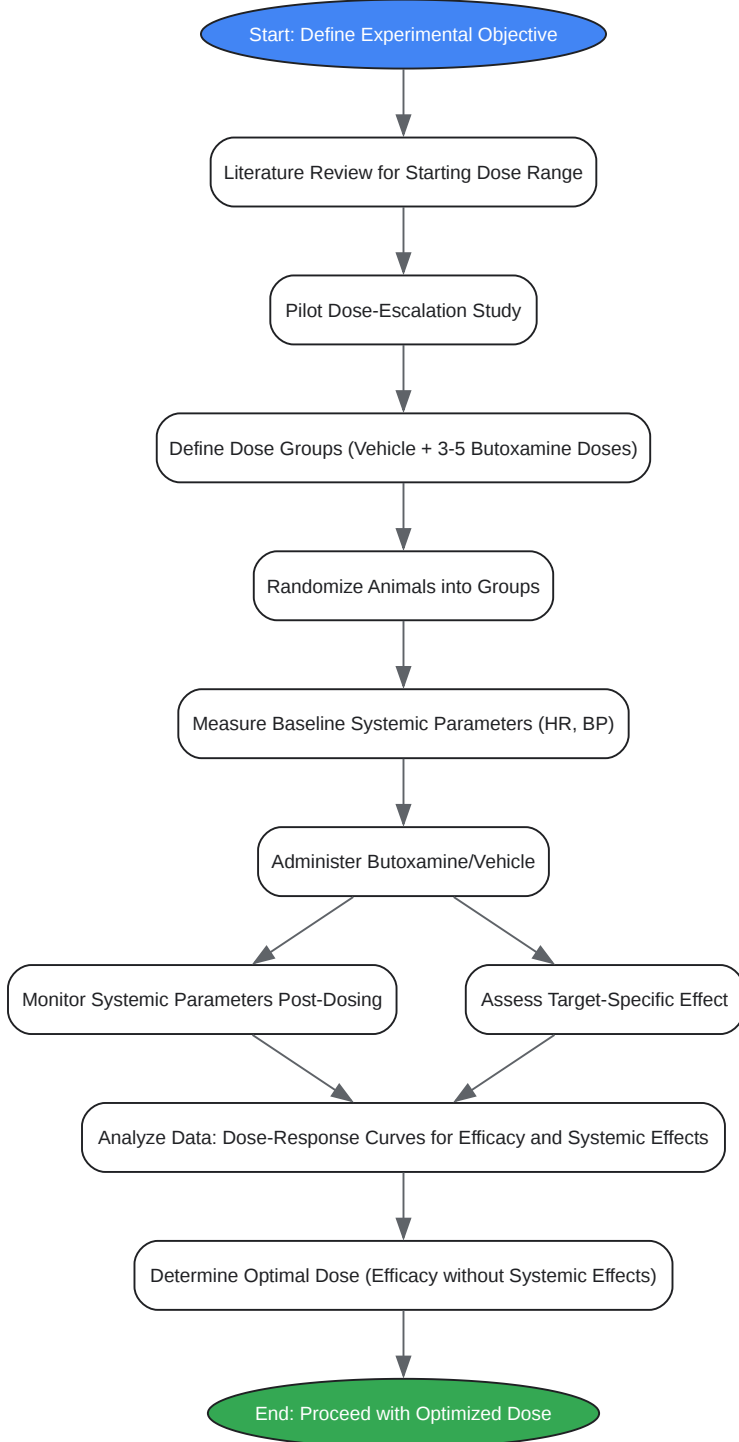 Start: Define Experimental Objective
Literature Review for Starting Dose Range
Pilot Dose-Escalation Study
Define Dose Groups (Vehicle + 3-5 Butoxamine Doses)
Randomize Animals into Groups
Measure Baseline Systemic Parameters (HR, BP)
Administer Butoxamine/Vehicle
Monitor Systemic Parameters Post-Dosing
Assess Target-Specific Effect
Analyze Data: Dose-Response Curves for Efficacy and Systemic Effects
Determine Optimal Dose (Efficacy without Systemic Effects)
End: Proceed with Optimized Dose